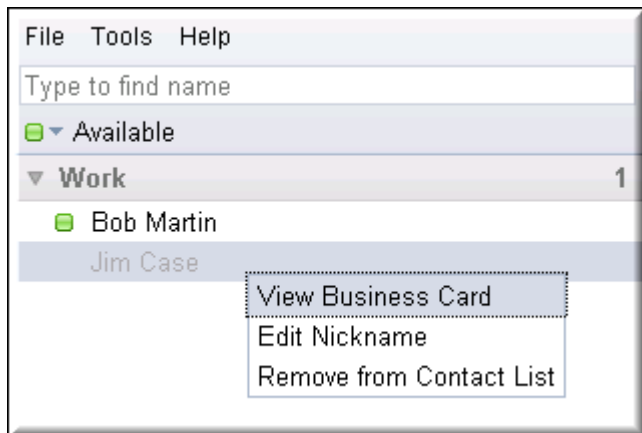 File Tools Help
Type to find name
Available
Work 1
Bob Martin
Jim Case
View Business Card
Edit Nickname
Remove from Contact List